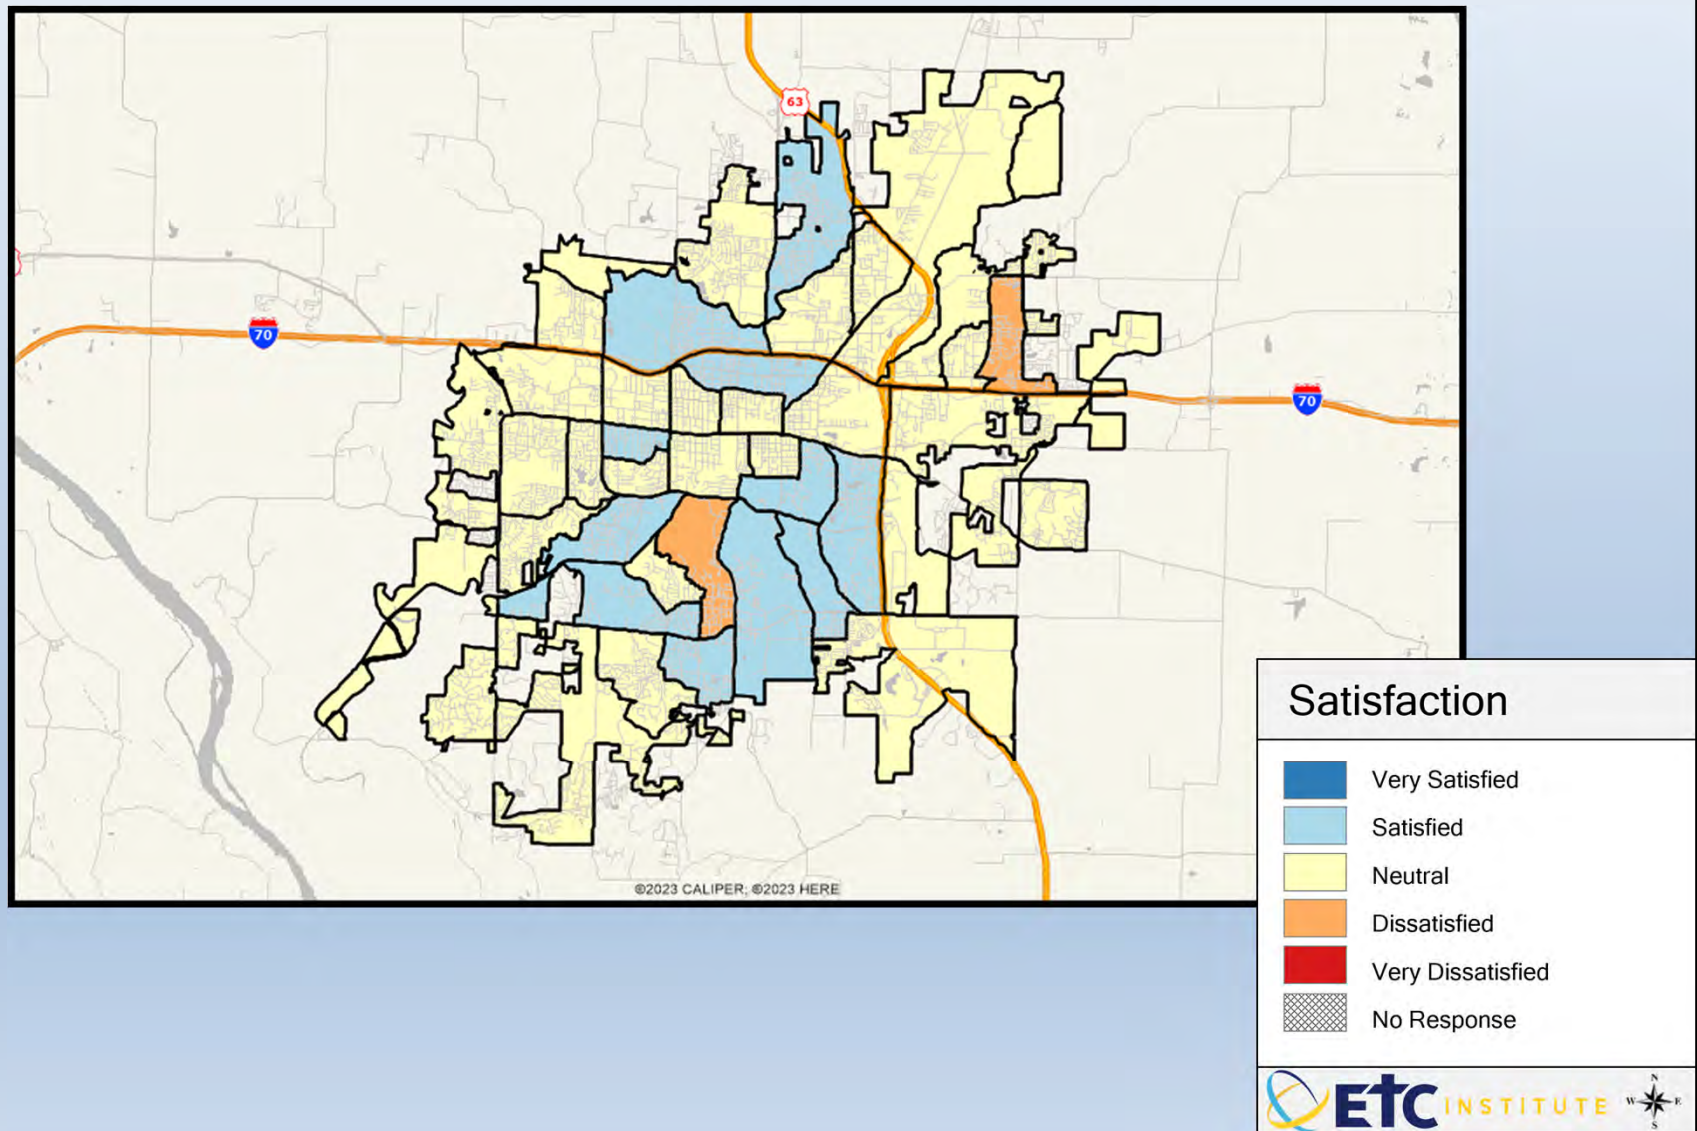 63
70
70
©2023 CALIPER; ©2023 HERE
Satisfaction
Very Satisfied
Satisfied
Neutral
Dissatisfied
Very Dissatisfied
No Response
ETC INSTITUTE
N
W E
S